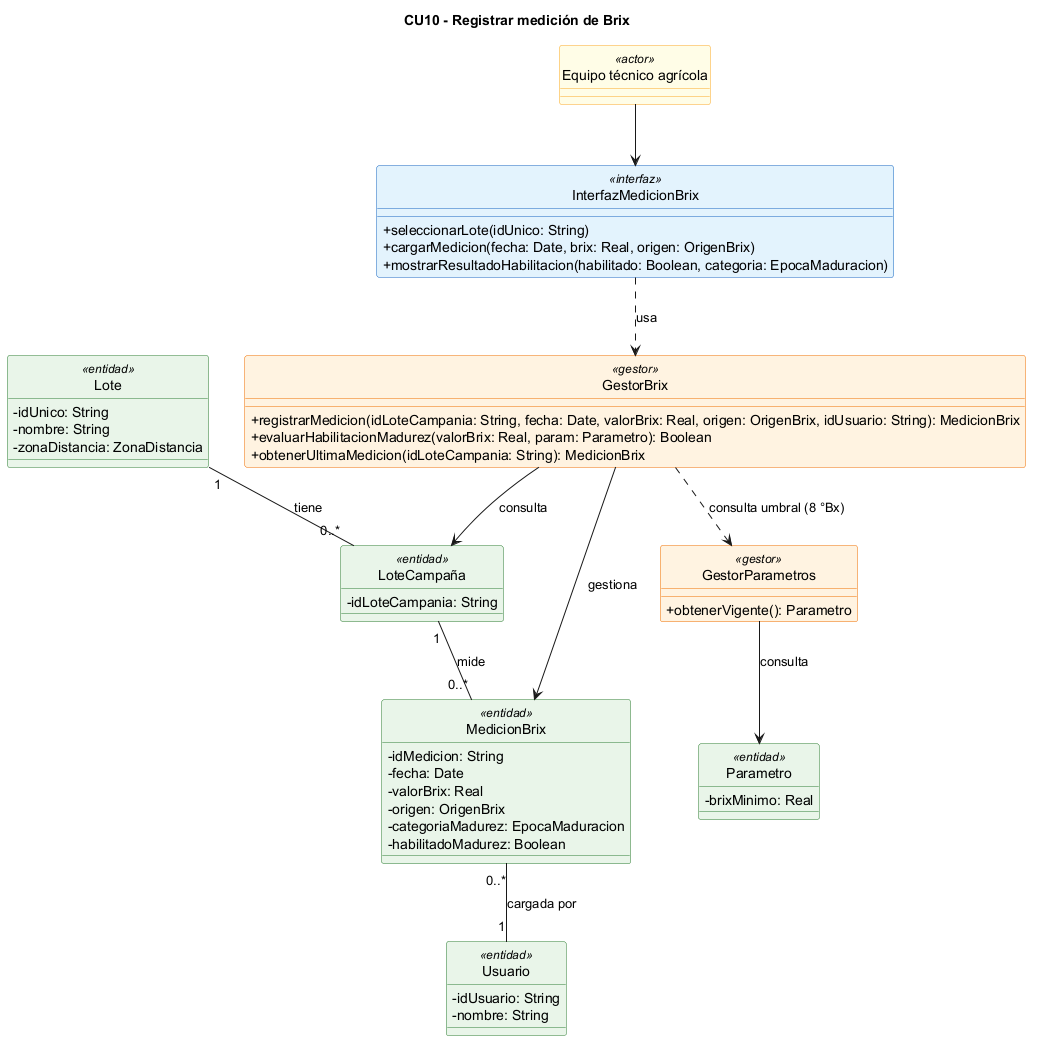 CU10 - Registrar medición de Brix
«actor»
Equipo técnico agrícola
«interfaz»
InterfazMedicionBrix
+seleccionarLote(idUnico: String)
+cargarMedicion(fecha: Date, brix: Real, origen: OrigenBrix)
+mostrarResultadoHabilitacion(habilitado: Boolean, categoria: EpocaMaduracion)
usa
«entidad»
Lote
-idUnico: String
-nombre: String
-zonaDistancia: ZonaDistancia
«gestor»
GestorBrix
+registrarMedicion(idLoteCampania: String, fecha: Date, valorBrix: Real, origen: OrigenBrix, idUsuario: String): MedicionBrix
+evaluarHabilitacionMadurez(valorBrix: Real, param: Parametro): Boolean
+obtenerUltimaMedicion(idLoteCampania: String): MedicionBrix
1
tiene
0..*
consulta
consulta umbral (8 °Bx)
«entidad»
LoteCampaña
-idLoteCampania: String
gestiona
«gestor»
GestorParametros
+obtenerVigente(): Parametro
1
mide
0..*
consulta
«entidad»
MedicionBrix
-idMedicion: String
-fecha: Date
-valorBrix: Real
-origen: OrigenBrix
-categoriaMadurez: EpocaMaduracion
-habilitadoMadurez: Boolean
«entidad»
Parametro
-brixMinimo: Real
0..*
cargada por
1
«entidad»
Usuario
-idUsuario: String
-nombre: String